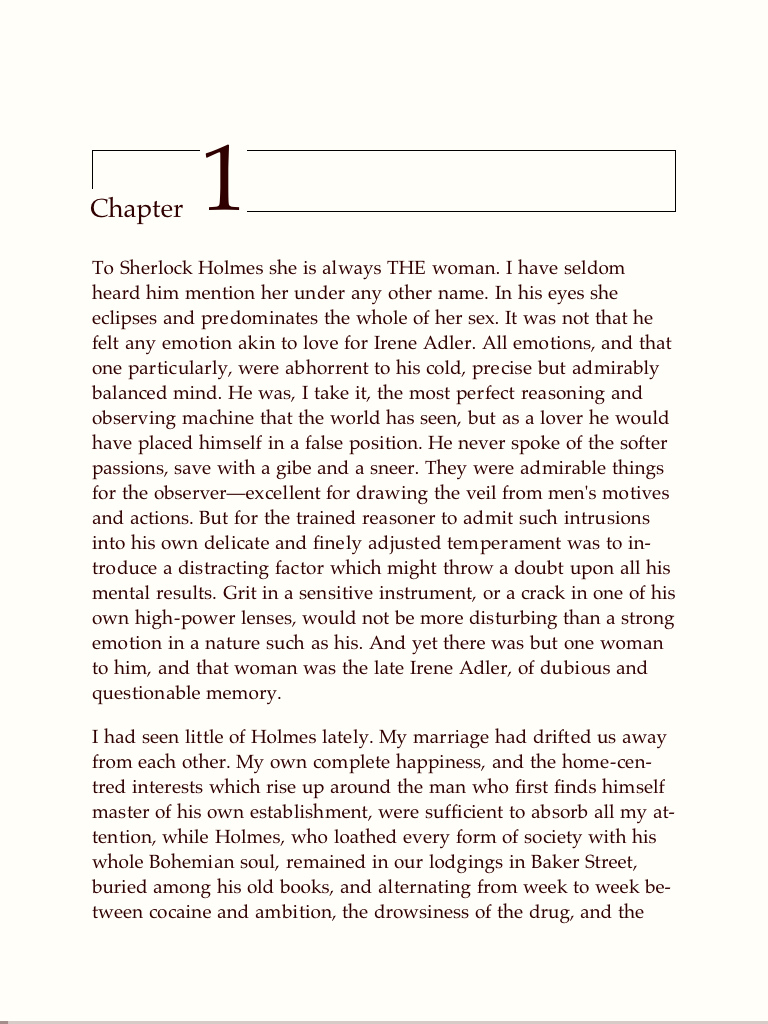 Chapter 1
To Sherlock Holmes she is always THE woman. I have seldom
heard him mention her under any other name. In his eyes she
eclipses and predominates the whole of her sex. It was not that he
felt any emotion akin to love for Irene Adler. All emotions, and that
one particularly, were abhorrent to his cold, precise but admirably
balanced mind. He was, I take it, the most perfect reasoning and
observing machine that the world has seen, but as a lover he would
have placed himself in a false position. He never spoke of the softer
passions, save with a gibe and a sneer. They were admirable things
for the observer—excellent for drawing the veil from men's motives
and actions. But for the trained reasoner to admit such intrusions
into his own delicate and finely adjusted temperament was to in-
troduce a distracting factor which might throw a doubt upon all his
mental results. Grit in a sensitive instrument, or a crack in one of his
own high-power lenses, would not be more disturbing than a strong
emotion in a nature such as his. And yet there was but one woman
to him, and that woman was the late Irene Adler, of dubious and
questionable memory.
I had seen little of Holmes lately. My marriage had drifted us away
from each other. My own complete happiness, and the home-cen-
tred interests which rise up around the man who first finds himself
master of his own establishment, were sufficient to absorb all my at-
tention, while Holmes, who loathed every form of society with his
whole Bohemian soul, remained in our lodgings in Baker Street,
buried among his old books, and alternating from week to week be-
tween cocaine and ambition, the drowsiness of the drug, and the